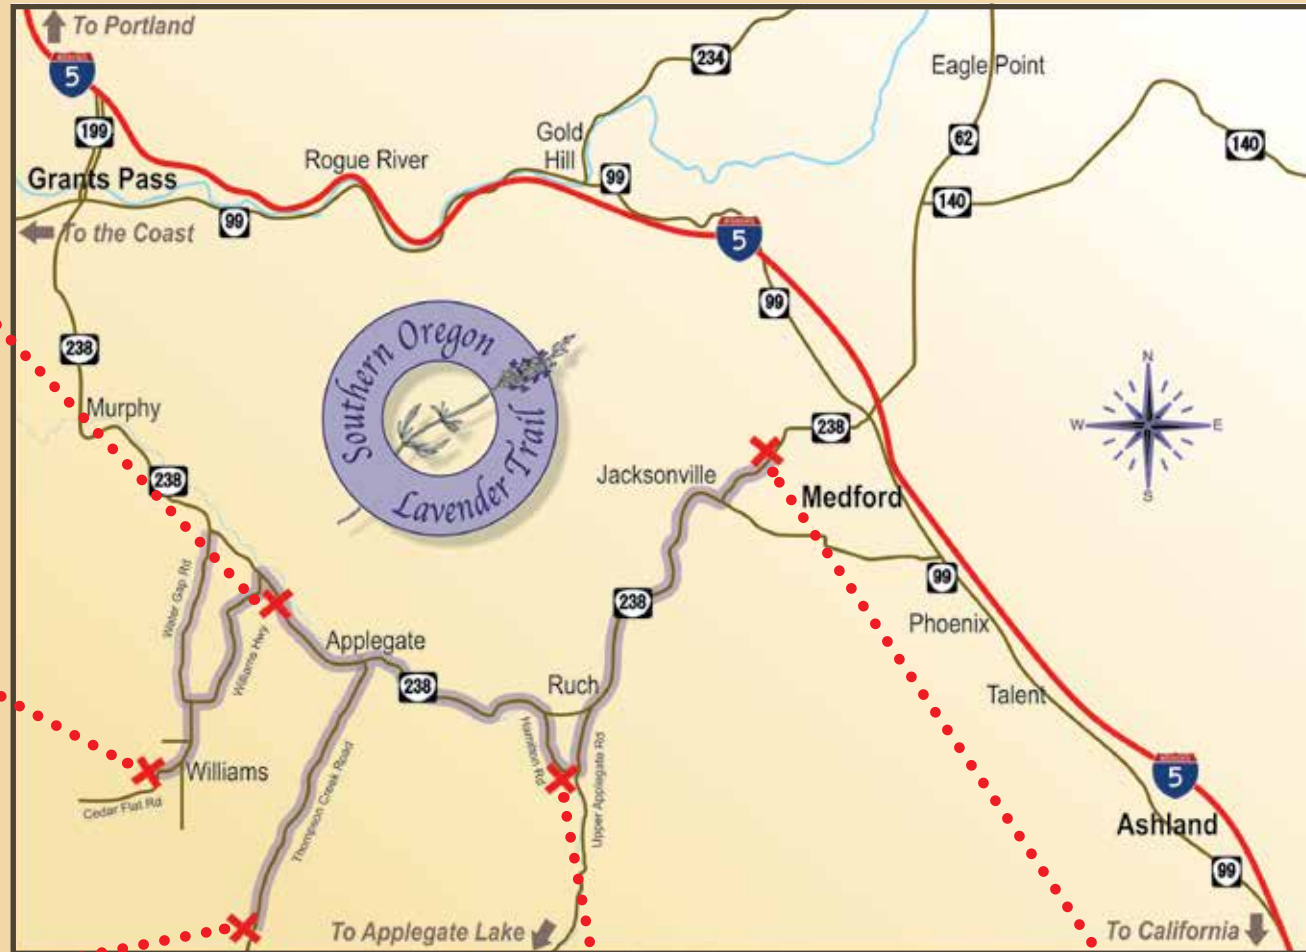 To Portland
5
199
234
Eagle Point
62
140
Gold
Hill
Rogue River
99
Grants Pass
140
99
To the Coast
5
99
238
Southern Oregon
Lavender Trail
N
W
E
S
Murphy
238
238
Jacksonville
Medford
99
Water Gap Rd
Williams Hwy
238
Applegate
Phoenix
238
Ruch
Talent
Hamilton Rd
Upper Applegate Rd
Williams
Cedar Flat Rd
Thompson Creek Road
5
Ashland
99
To Applegate Lake
To California